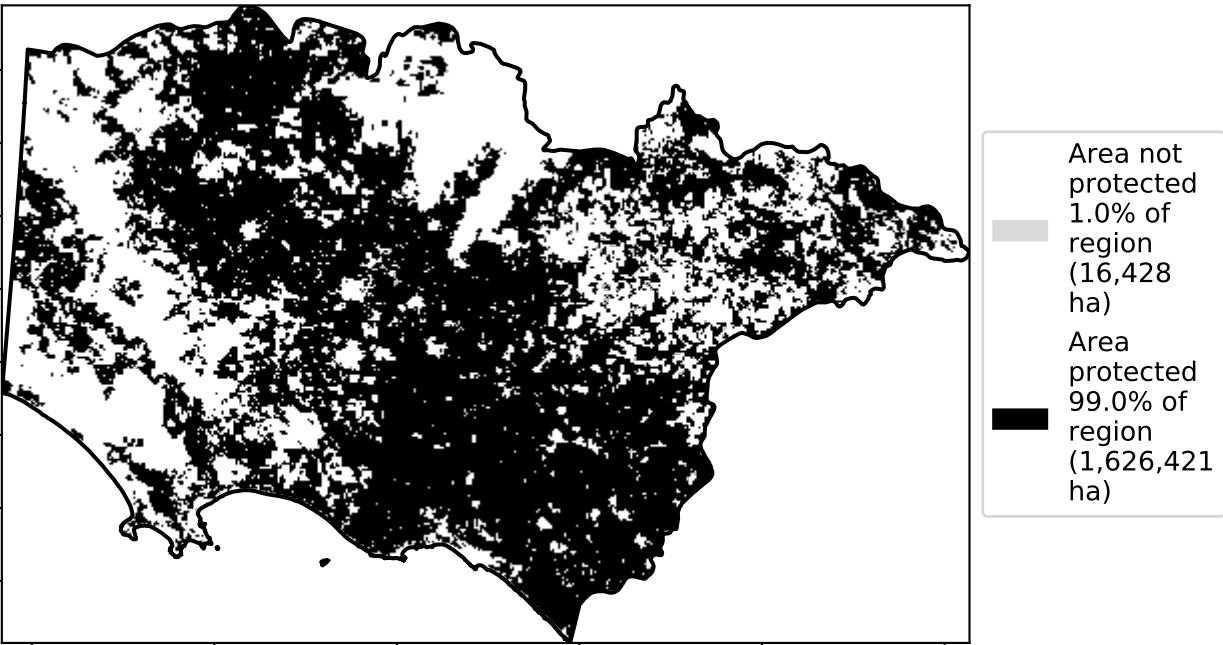 Area not
protected
1.0% of
region
(16,428
ha)
Area
protected
99.0% of
region
(1,626,421
ha)